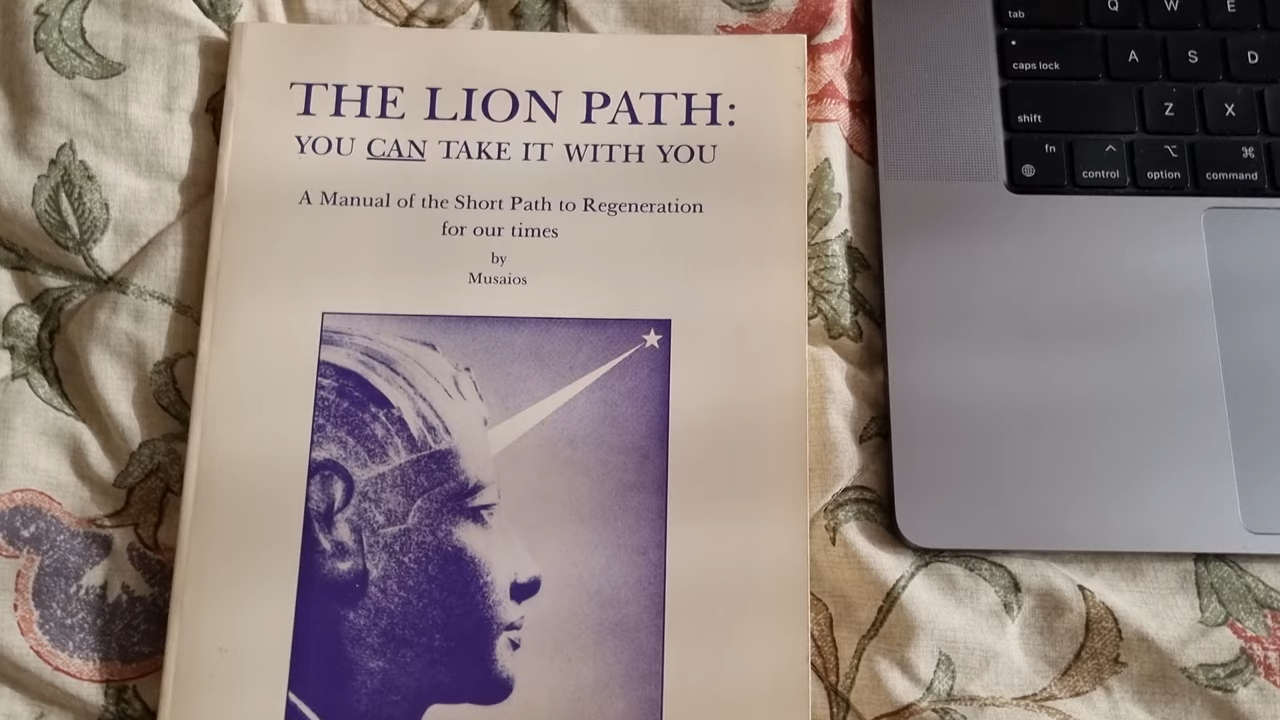 THE LION PATH:
YOU CAN TAKE IT WITH YOU
A Manual of the Short Path to Regeneration
for our times
by
Musaios
tab Q W E
caps lock A S D
shift Z X
fn control ^ option ⌥ command ⌘